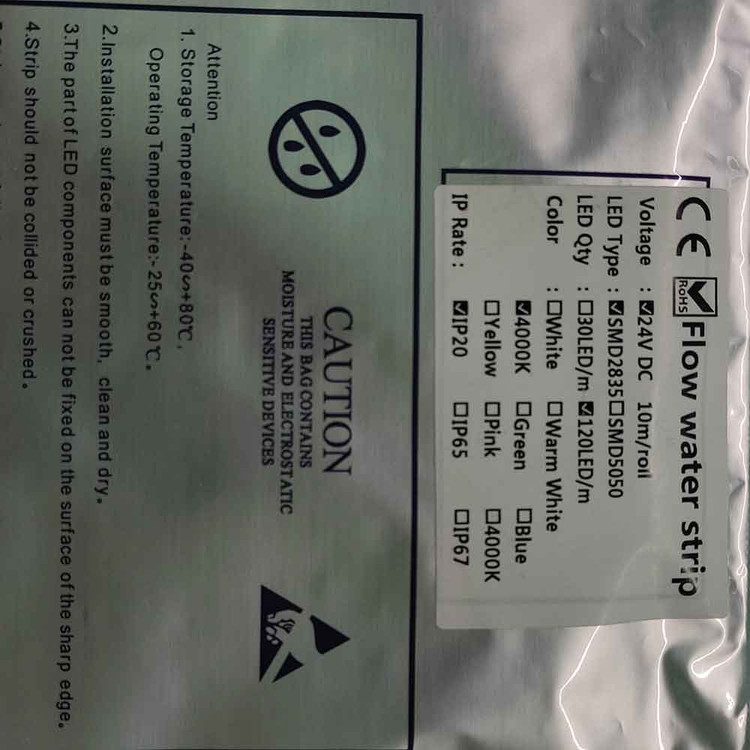 CE RoHS Flow water strip
Voltage : ☑24V DC 10m/roll
LED Type : ☑SMD2835☐SMD5050
LED Qty : ☐30LED/m ☑120LED/m
Color : ☐White ☐Warm White
☑4000K ☐Green ☐Blue
☐Yellow ☐Pink ☐4000K
IP Rate : ☑IP20 ☐IP65 ☐IP67
CAUTION
THIS BAG CONTAINS
MOISTURE AND ELECTROSTATIC
SENSITIVE DEVICES
Attention
1. Storage Temperature:-40∽+80℃,
Operating Temperature:-25∽+60℃。
2.Installation surface must be smooth, clean and dry。
3.The part of LED components can not be fixed on the surface of the sharp edge。
4.Strip should not be collided or crushed。